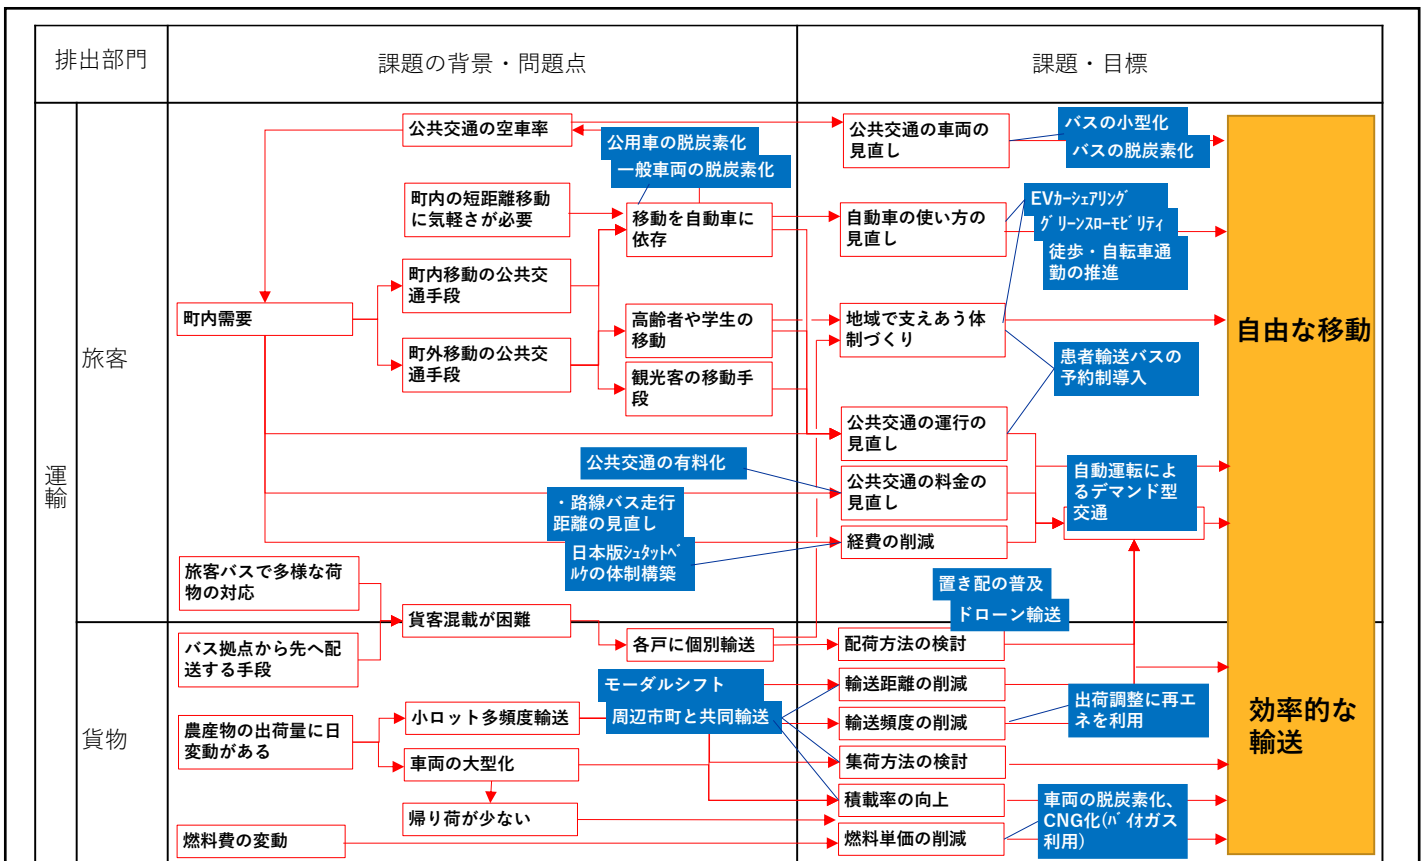 排出部門
課題の背景・問題点
課題・目標
運輸
旅客
貨物
公共交通の空車率
公用車の脱炭素化
一般車両の脱炭素化
町内の短距離移動
に気軽さが必要
移動を自動車に
依存
町内移動の公共交
通手段
町内需要
町外移動の公共交
通手段
高齢者や学生の
移動
観光客の移動手
段
公共交通の有料化
・路線バス走行
距離の見直し
日本版ｼｭﾀｯﾄﾍﾞ
ﾙｹの体制構築
旅客バスで多様な荷
物の対応
貨客混載が困難
バス拠点から先へ配
送する手段
各戸に個別輸送
モーダルシフト
周辺市町と共同輸送
農産物の出荷量に日
変動がある
小ロット多頻度輸送
車両の大型化
帰り荷が少ない
燃料費の変動
公共交通の車両の
見直し
バスの小型化
バスの脱炭素化
自動車の使い方の
見直し
EVｶｰｼｪｱﾘﾝｸﾞ
ｸﾞﾘｰﾝｽﾛｰﾓﾋﾞﾘﾃｨ
徒歩・自転車通
勤の推進
地域で支えあう体
制づくり
患者輸送バスの
予約制導入
公共交通の運行の
見直し
公共交通の料金の
見直し
経費の削減
自動運転によ
るデマンド型
交通
置き配の普及
ドローン輸送
配荷方法の検討
輸送距離の削減
輸送頻度の削減
出荷調整に再エ
ネを利用
集荷方法の検討
積載率の向上
燃料単価の削減
車両の脱炭素化、
CNG化(ﾊﾞｲｵガス
利用)
自由な移動
効率的な
輸送